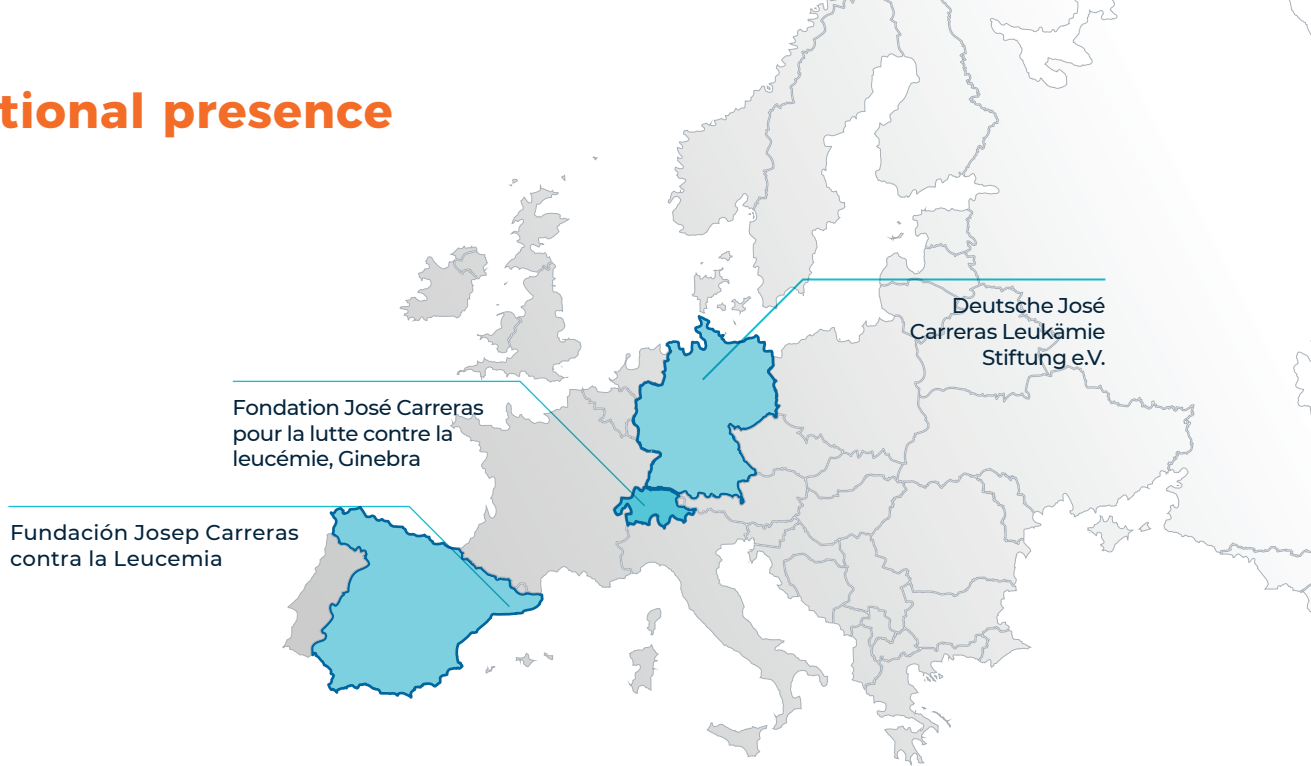 tional presence
Deutsche José
Carreras Leukämie
Stiftung e.V.
Fondation José Carreras
pour la lutte contre la
leucémie, Ginebra
Fundación Josep Carreras
contra la Leucemia